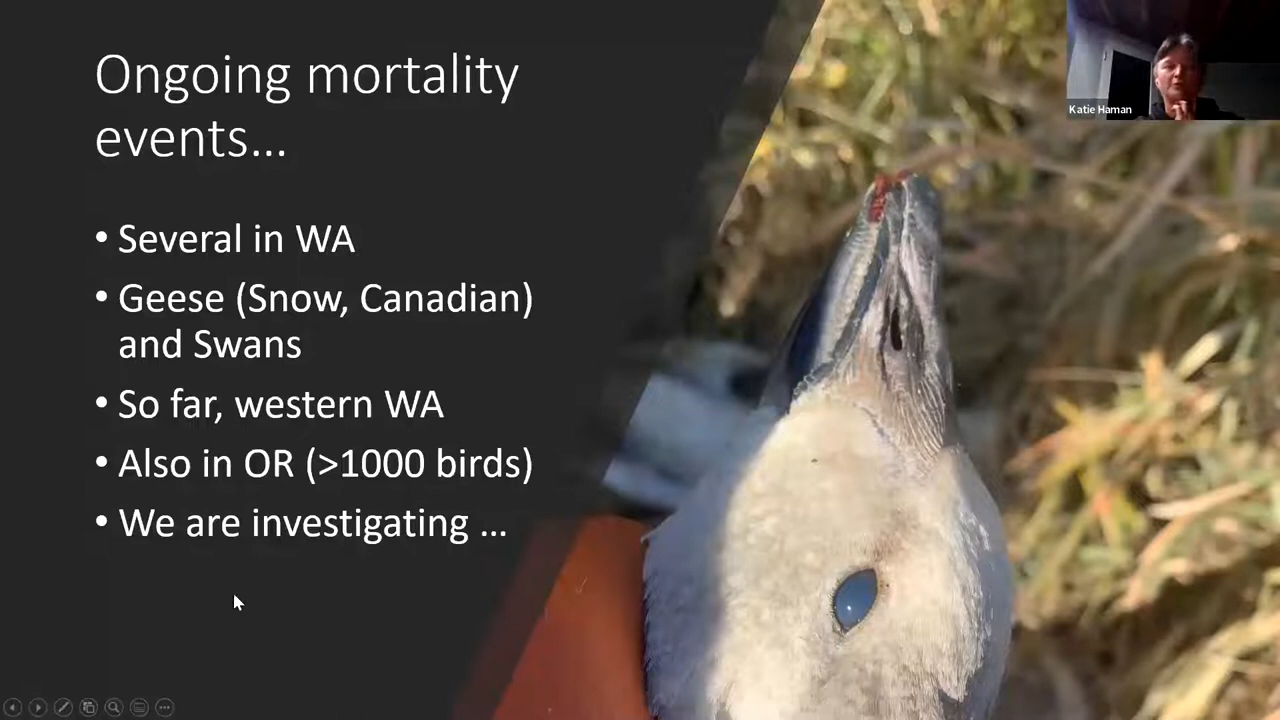 Ongoing mortality
events...
• Several in WA
• Geese (Snow, Canadian)
and Swans
• So far, western WA
• Also in OR (>1000 birds)
• We are investigating ...
Katie Haman